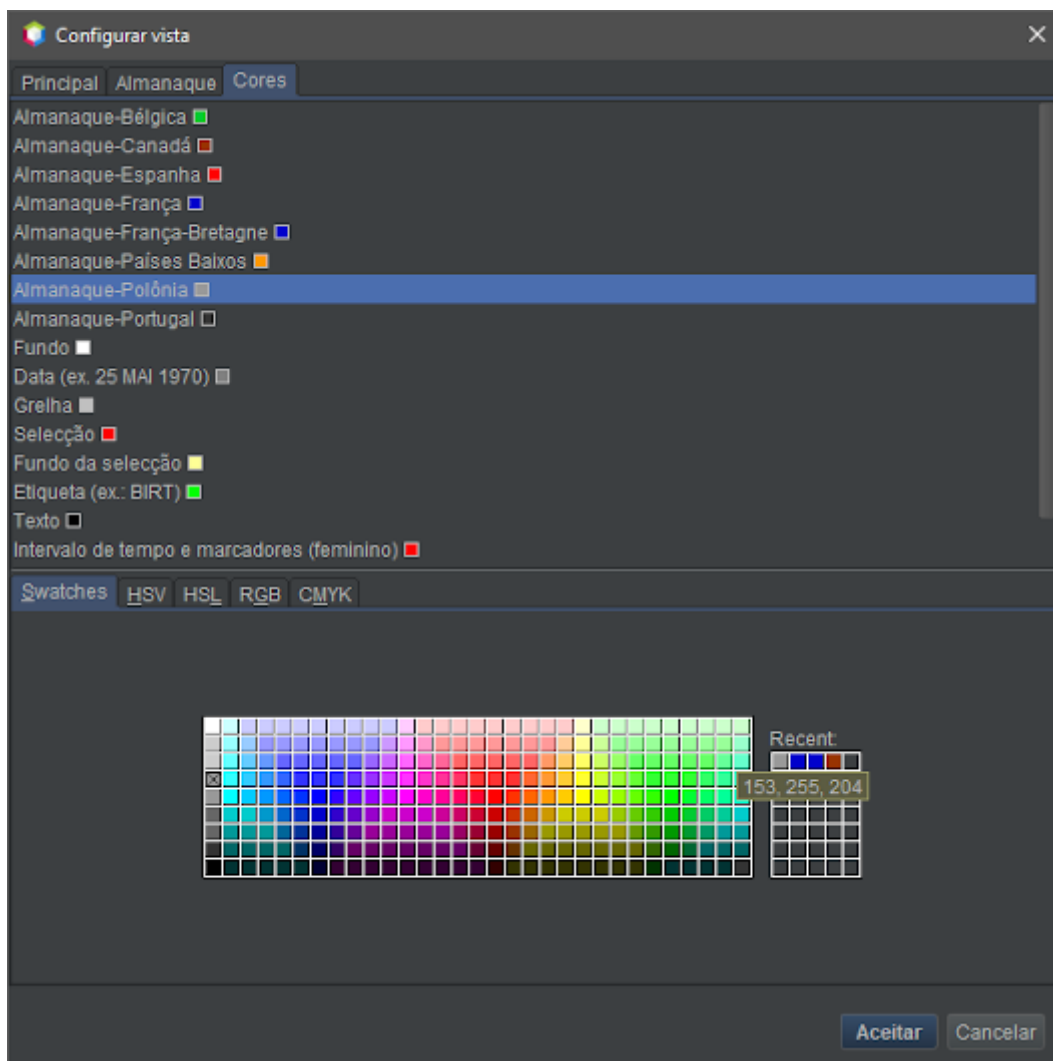 Configurar vista
Principal Almanaque Cores
Almanaque-Bélgica
Almanaque-Canadá
Almanaque-Espanha
Almanaque-França
Almanaque-França-Bretagne
Almanaque-Países Baixos
Almanaque-Polônia
Almanaque-Portugal
Fundo
Data (ex. 25 MAI 1970)
Grelha
Selecção
Fundo da selecção
Etiqueta (ex.: BIRT)
Texto
Intervalo de tempo e marcadores (feminino)
Swatches HSV HSL RGB CMYK
Recent:
153, 255, 204
Aceitar Cancelar